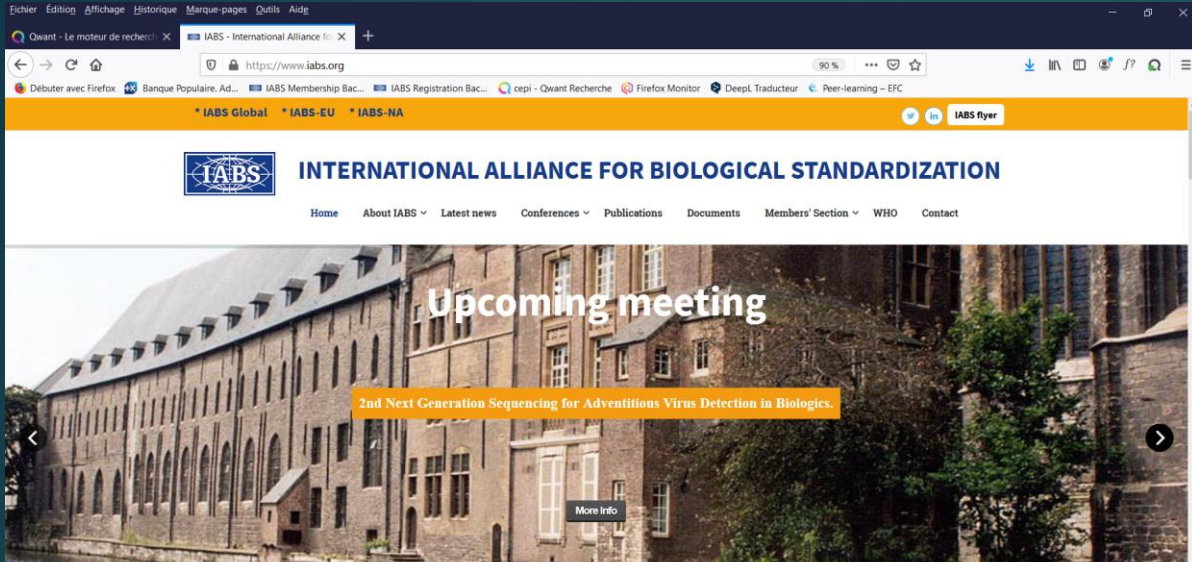 Fichier Édition Affichage Historique Marque-pages Outils Aide
Qwant - Le moteur de recherch IABS - International Alliance fo
https://www.iabs.org 90 %
Débuter avec Firefox Banque Populaire. Ad... IABS Membership Bac... IABS Registration Bac... cepi - Qwant Recherche Firefox Monitor DeepL Traducteur Peer-learning – EFC
* IABS Global * IABS-EU * IABS-NA IABS flyer
IABS INTERNATIONAL ALLIANCE FOR BIOLOGICAL STANDARDIZATION
Home About IABS Latest news Conferences Publications Documents Members' Section WHO Contact
Upcoming meeting
2nd Next Generation Sequencing for Adventitious Virus Detection in Biologics.
More Info